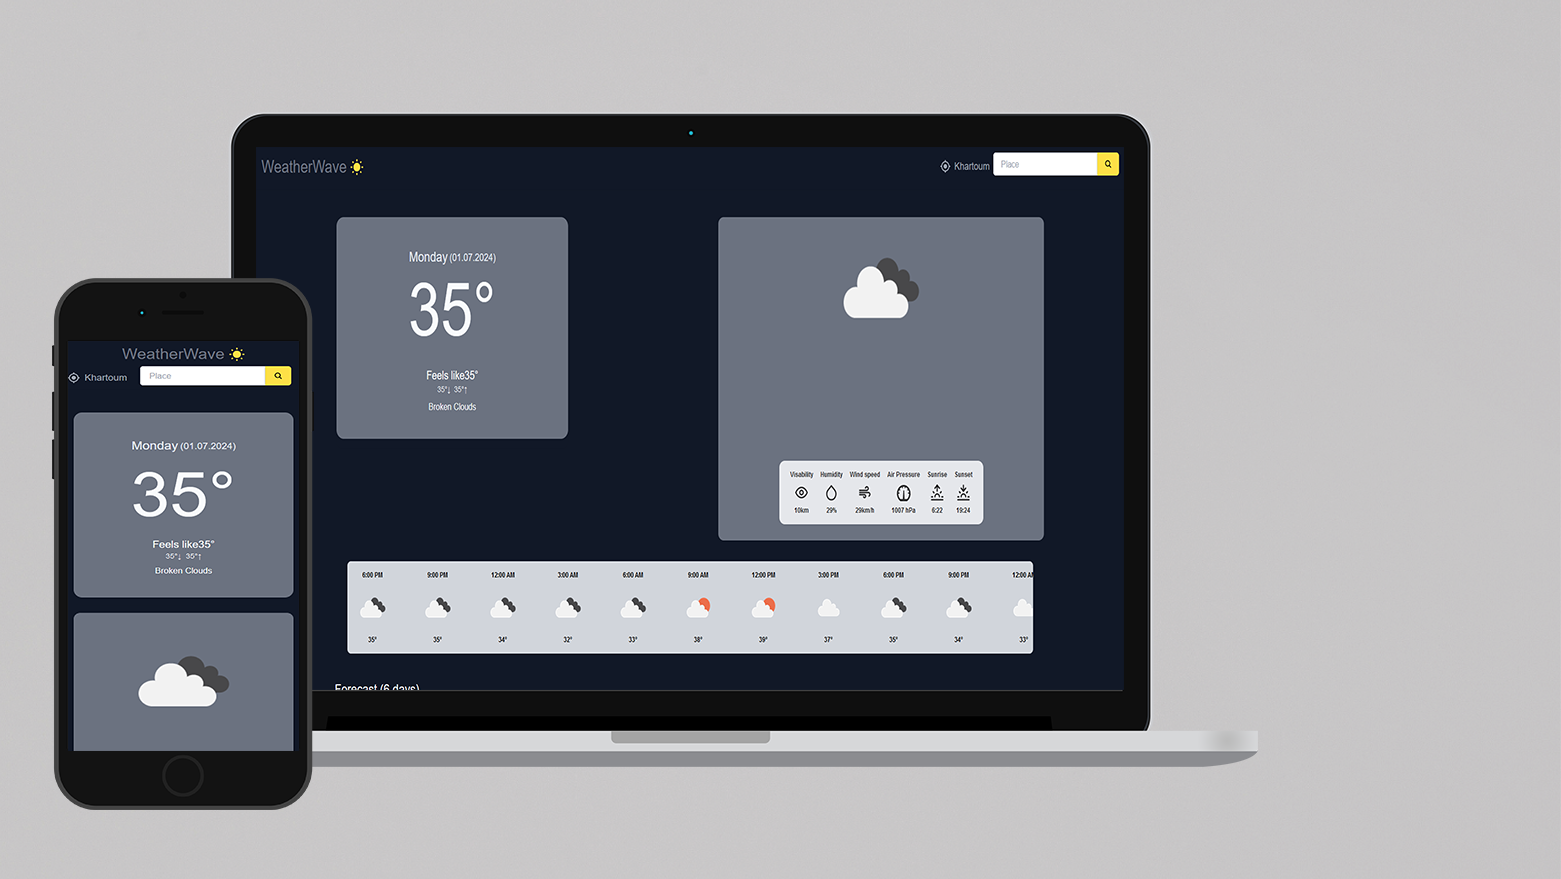 WeatherWave
Khartoum
Place
Monday (01.07.2024)
35°
Feels like35°
35°↓ 35°↑
Broken Clouds
Visability Humidity Wind speed Air Pressure Sunrise Sunset
10km 29% 29km/h 1007 hPa 6:22 19:24
6:00 PM 9:00 PM 12:00 AM 3:00 AM 6:00 AM 9:00 AM 12:00 PM 3:00 PM 6:00 PM 9:00 PM 12:00 AM
35° 35° 34° 32° 33° 38° 39° 37° 35° 34° 33°
Forecast (6 days)
WeatherWave
Khartoum
Place
Monday (01.07.2024)
35°
Feels like35°
35°↓ 35°↑
Broken Clouds